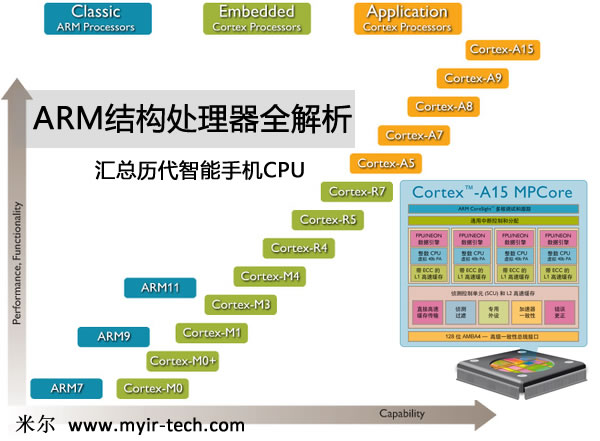 Classic
ARM Processors
Embedded
Cortex Processors
Application
Cortex Processors
Cortex-A15
Cortex-A9
Cortex-A8
Cortex-A7
Cortex-A5
ARM结构处理器全解析
汇总历代智能手机CPU
Cortex-R7
Cortex-R5
Cortex-R4
Cortex-M4
ARM11
Cortex-M3
ARM9
Cortex-M1
Cortex-M0+
ARM7
Cortex-M0
Performance, Functionality
Capability
Cortex™-A15 MPCore
ARM CoreSight™ 多核调试和跟踪
通用中断控制和分配
FPU/NEON
数据引擎
FPU/NEON
数据引擎
FPU/NEON
数据引擎
FPU/NEON
数据引擎
整数 CPU
虚拟 40b PA
整数 CPU
虚拟 40b PA
整数 CPU
虚拟 40b PA
整数 CPU
虚拟 40b PA
带 ECC 的
L1 高速缓存
带 ECC 的
L1 高速缓存
带 ECC 的
L1 高速缓存
带 ECC 的
L1 高速缓存
侦测控制单元 (SCU) 和 L2 高速缓存
直接高速
缓存传输
侦测
过滤
专用
外设
加速器
一致性
错误
更正
128 位 AMBA4 — 高级一致性总线接口
米尔 www.myir-tech.com